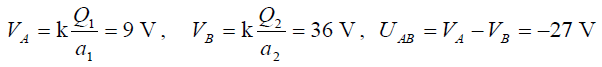 V_A = k Q_1/a_1 = 9 V , V_B = k Q_2/a_2 = 36 V , U_AB = V_A − V_B = −27 V